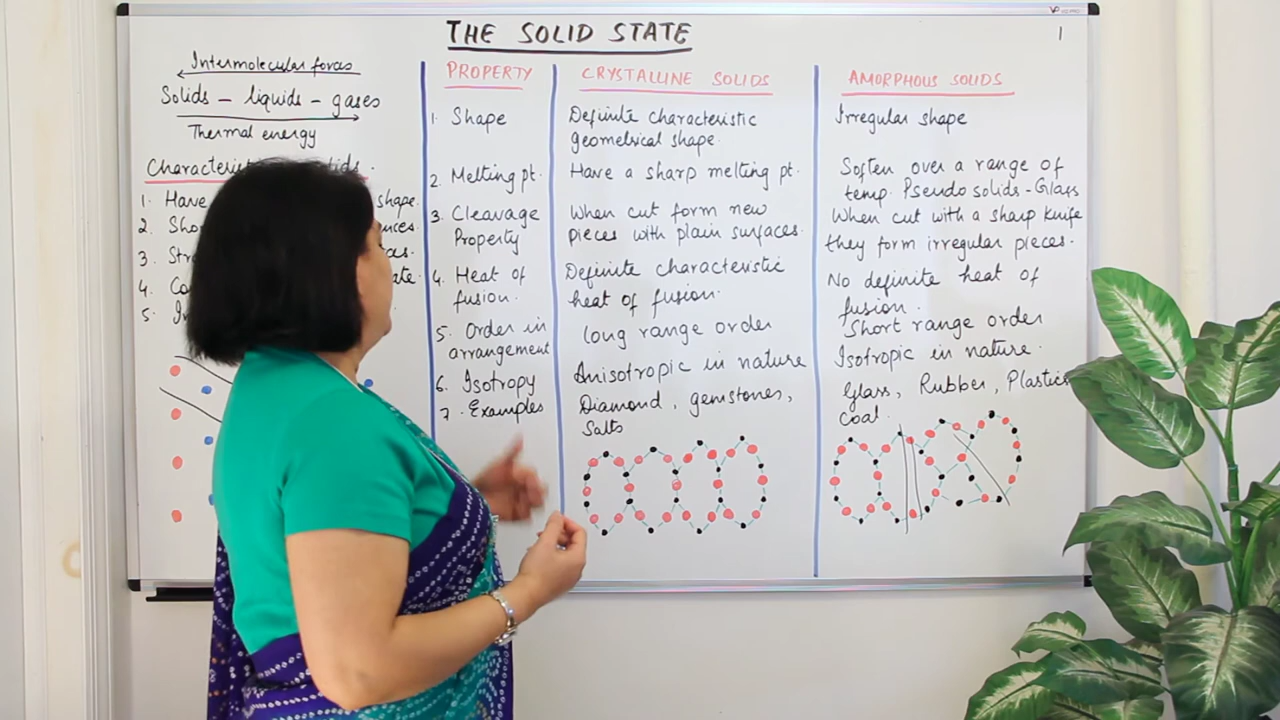 THE SOLID STATE
1
Intermolecular forces
Solids - liquids - gases
Thermal energy
Characteristi
1. Have shape.
2. Sho nces.
3. Str
4. Co ate.
5. I
PROPERTY
1. Shape
2. Melting pt.
3. Cleavage
Property
4. Heat of
fusion.
5. Order in
arrangement
6. Isotropy
7. Examples
CRYSTALLINE SOLIDS
Definite characteristic
geometrical shape.
Have a sharp melting pt.
When cut form new
pieces with plain surfaces.
Definite characteristic
heat of fusion.
long range order
Anisotropic in nature
Diamond, gemstones,
Salts
AMORPHOUS SOLIDS
Irregular shape
Soften over a range of
temp. Pseudo solids - Glass
When cut with a sharp knife
they form irregular pieces.
No definite heat of
fusion.
Short range order
Isotropic in nature.
Glass, Rubber, Plastics
Coal.